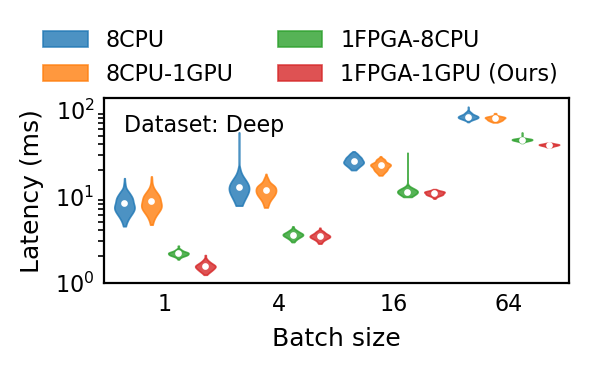 8CPU
1FPGA-8CPU
8CPU-1GPU
1FPGA-1GPU (Ours)
Dataset: Deep
Latency (ms)
10²
10¹
10⁰
1 4 16 64
Batch size